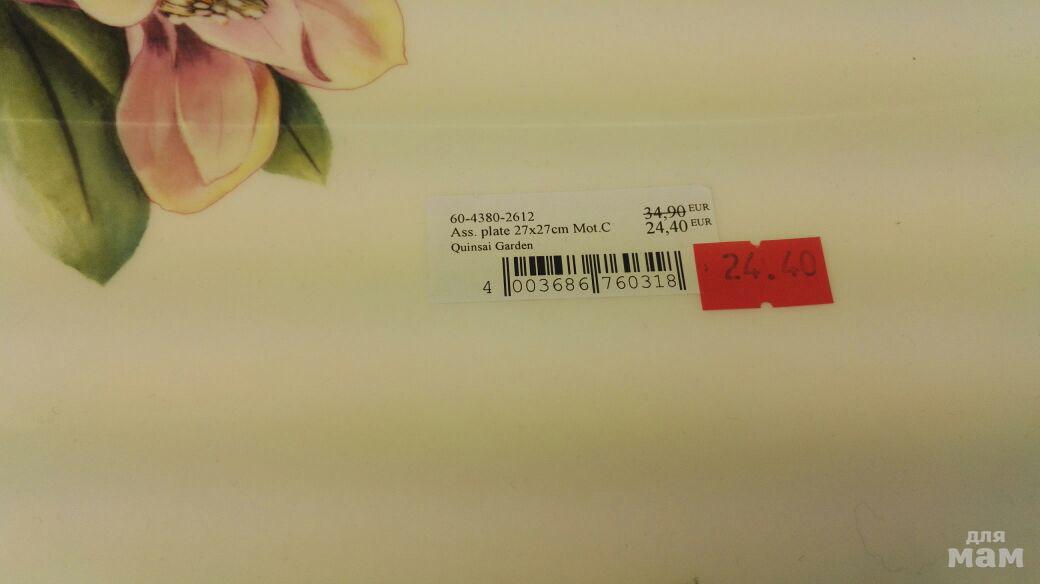 60-4380-2612
34,90 EUR
Ass. plate 27x27cm Mot.C
24,40 EUR
Quinsai Garden
4 003686 760318
24.40
для
мам